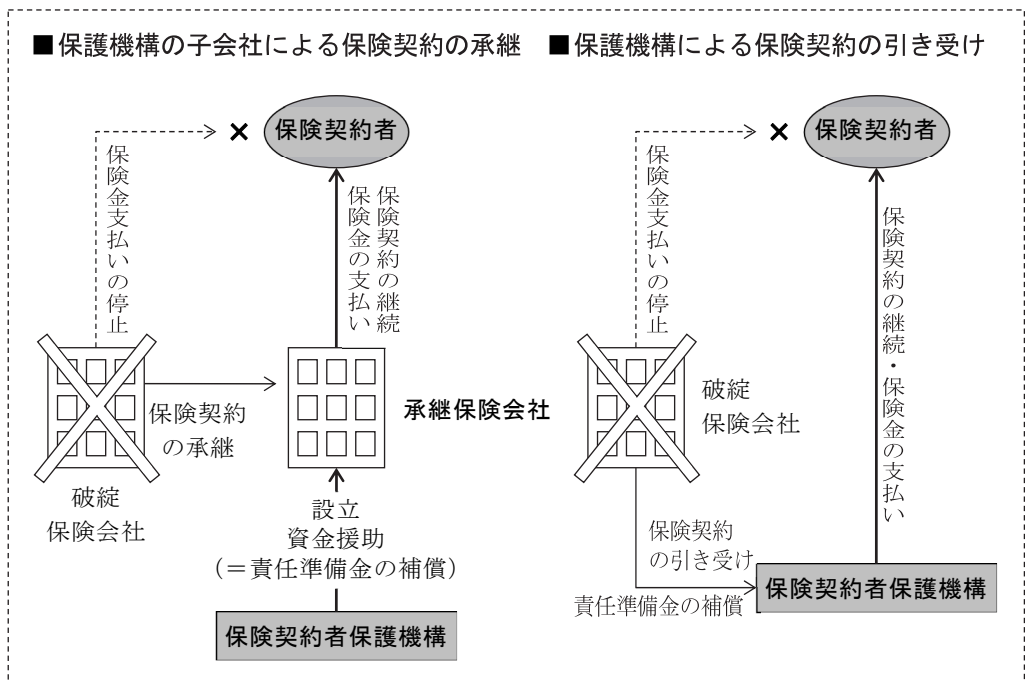 ■保護機構の子会社による保険契約の承継
保険契約者
×
保険金支払いの停止
保険契約の継続
保険金の支払い
保険契約
の承継
承継保険会社
破綻
保険会社
設立
資金援助
（＝責任準備金の補償）
保険契約者保護機構
■保護機構による保険契約の引き受け
保険契約者
×
保険金支払いの停止
保険契約の継続・保険金の支払い
破綻
保険会社
保険契約
の引き受け
責任準備金の補償
保険契約者保護機構